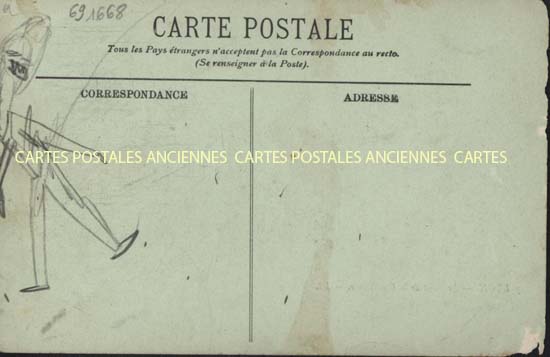 691668
CARTE POSTALE
Tous les Pays étrangers n'acceptent pas la Correspondance au recto.
(Se renseigner à la Poste).
CORRESPONDANCE
ADRESSE
CARTES POSTALES ANCIENNES CARTES POSTALES ANCIENNES CARTES